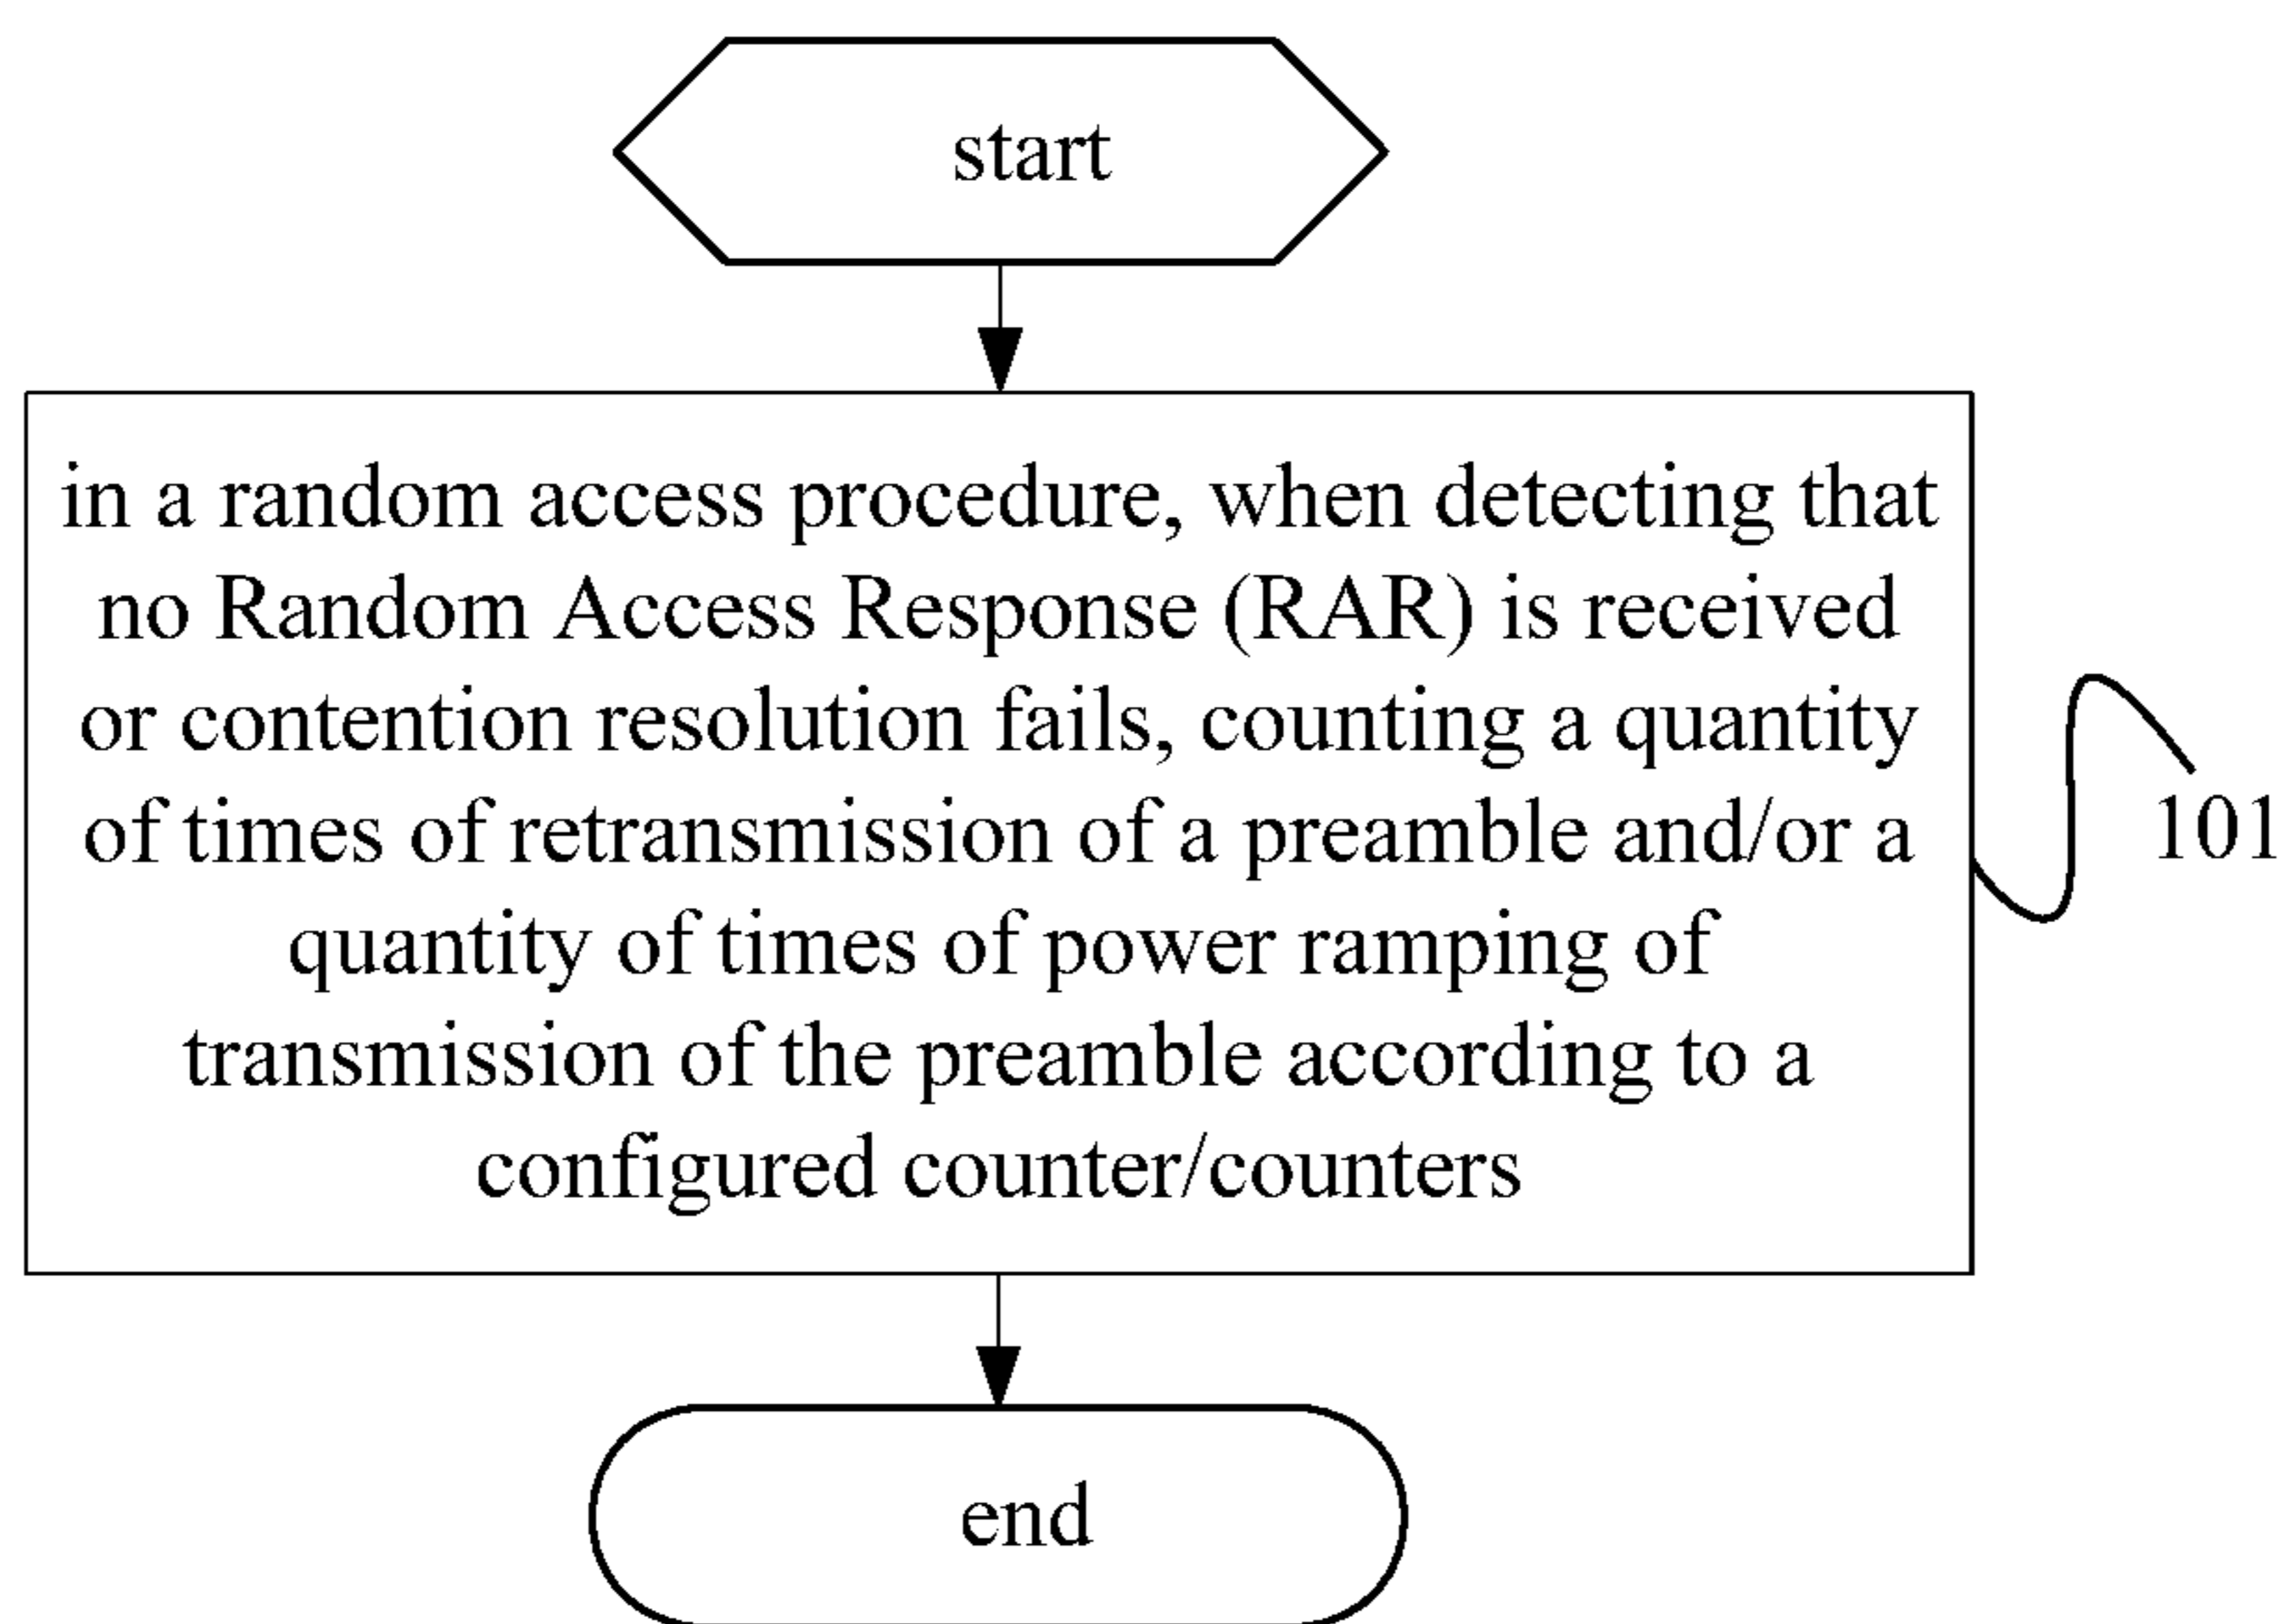 start
in a random access procedure, when detecting that
no Random Access Response (RAR) is received
or contention resolution fails, counting a quantity
of times of retransmission of a preamble and/or a
quantity of times of power ramping of
transmission of the preamble according to a
configured counter/counters
101
end